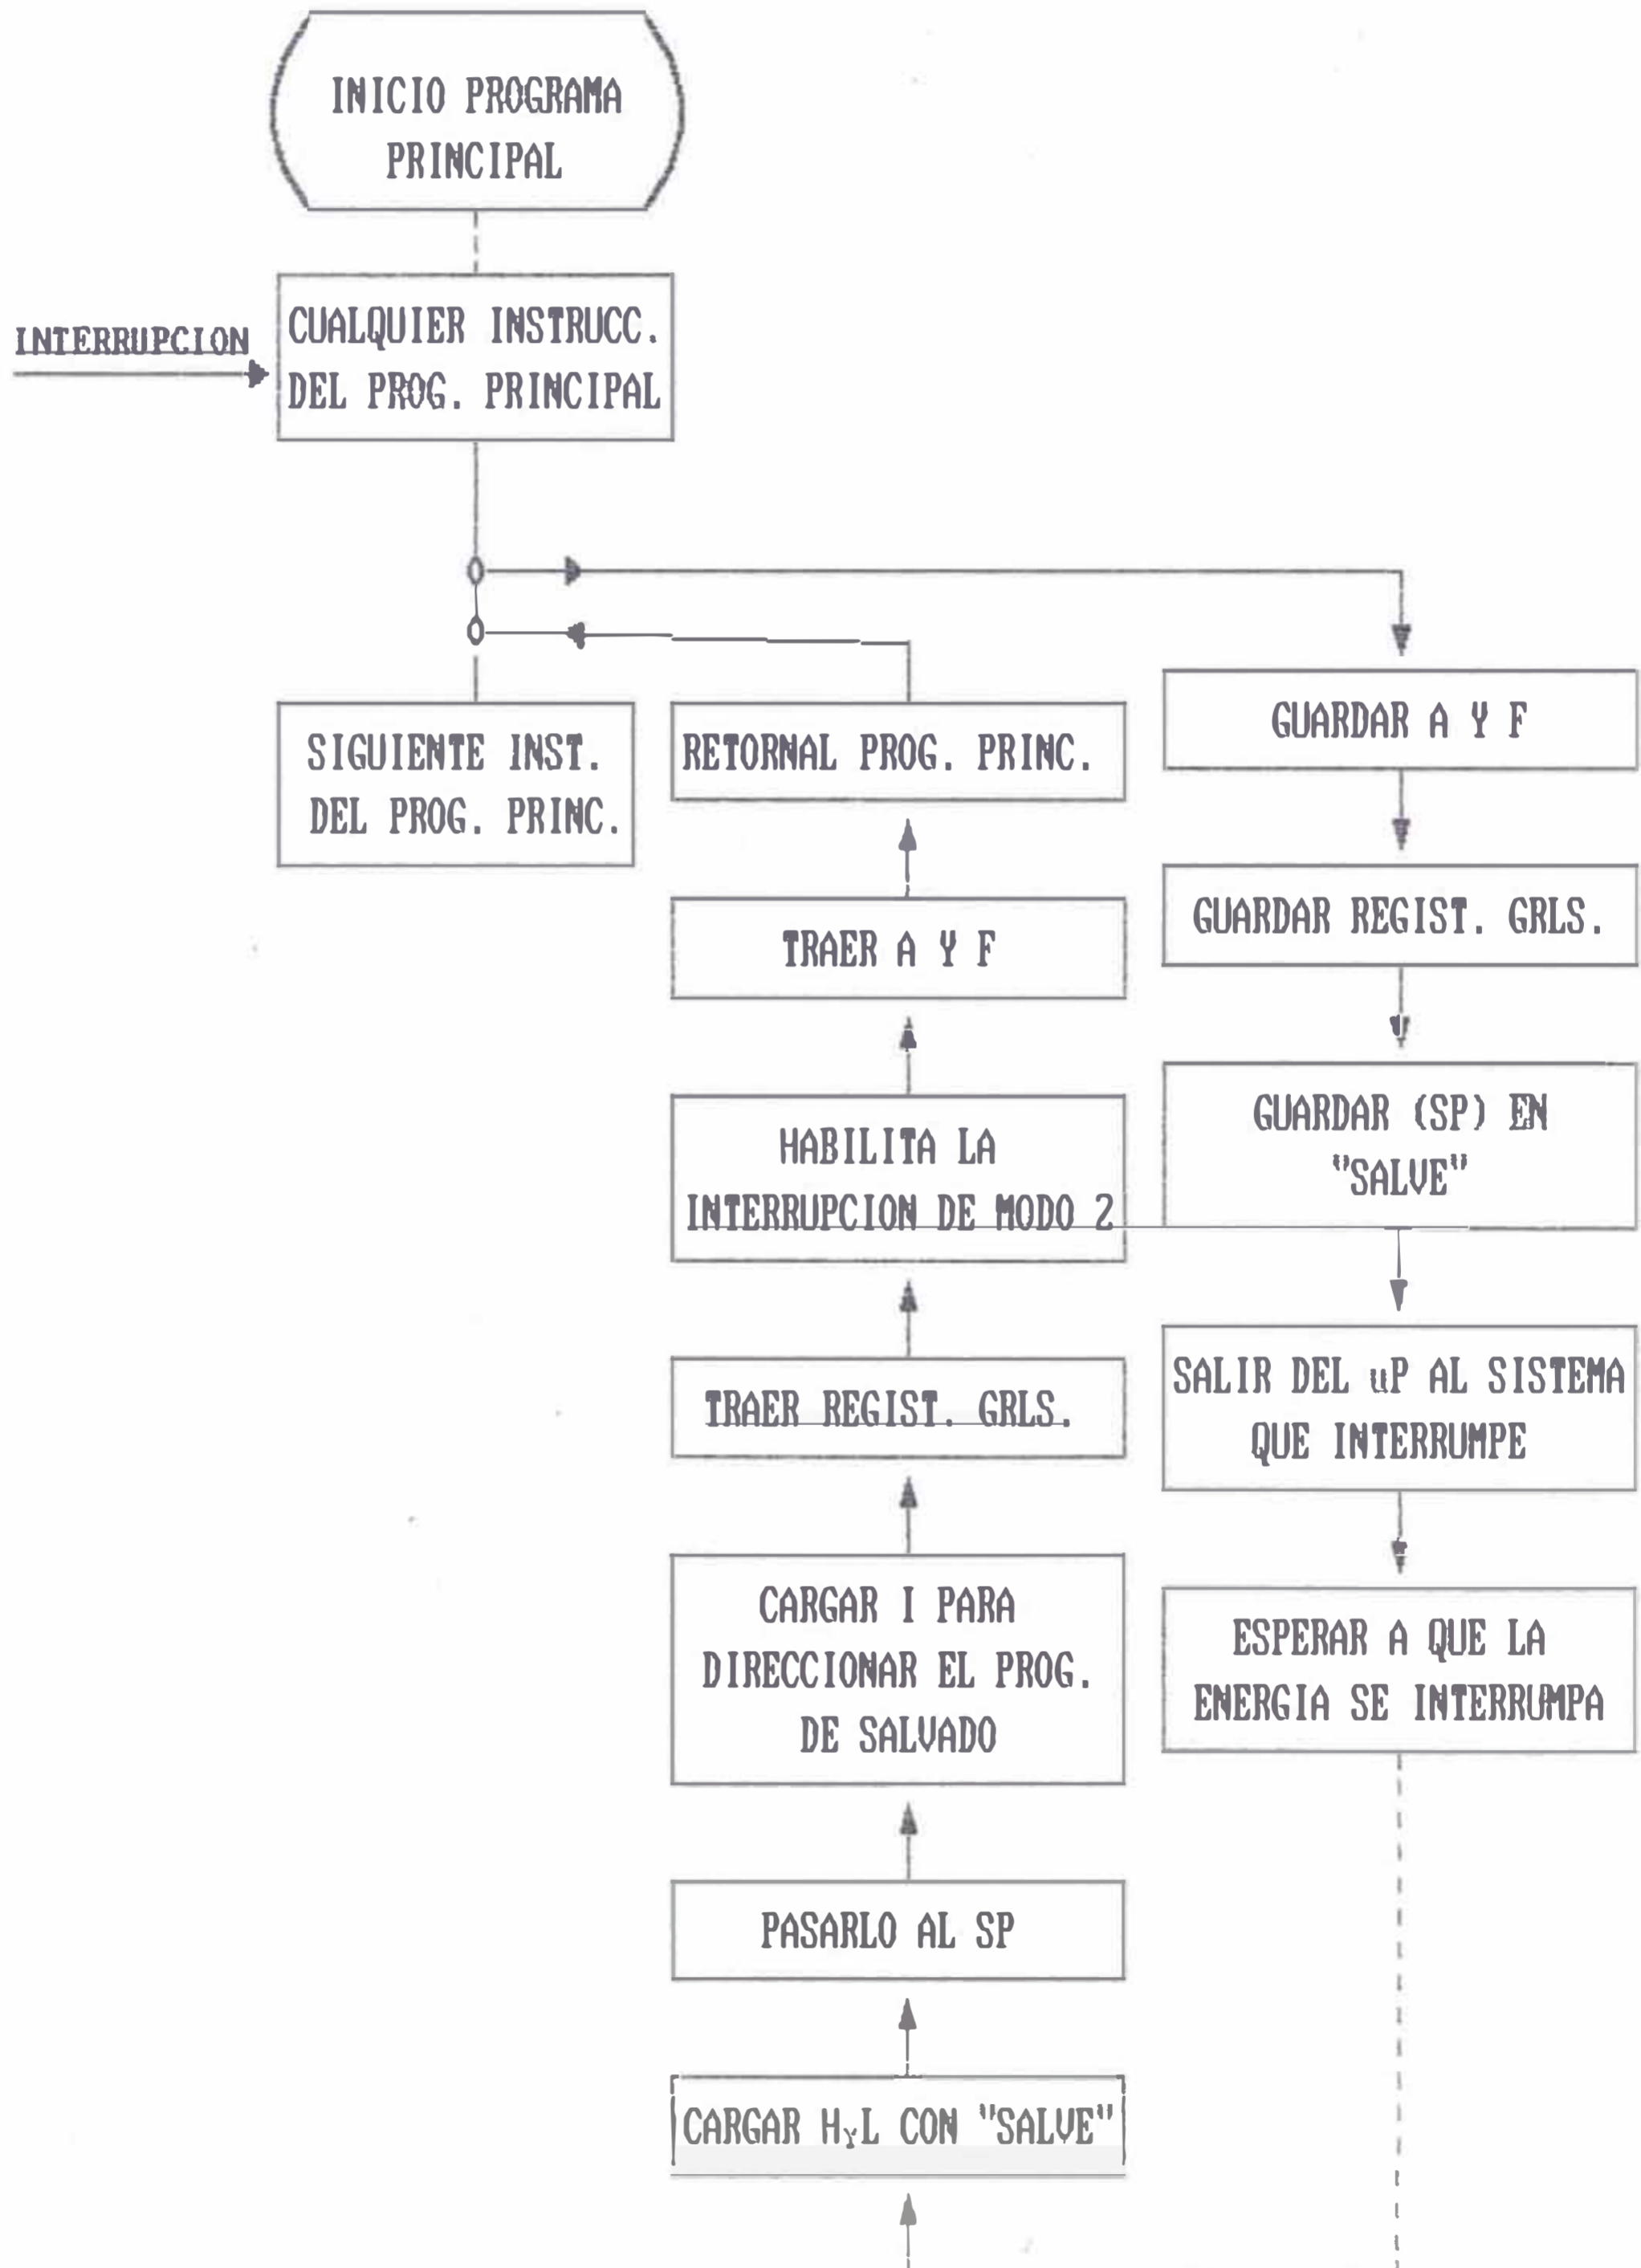 INICIO PROGRAMA
PRINCIPAL
INTERRUPCION
CUALQUIER INSTRUCC.
DEL PROG. PRINCIPAL
SIGUIENTE INST.
DEL PROG. PRINC.
RETORNAL PROG. PRINC.
TRAER A Y F
HABILITA LA
INTERRUPCION DE MODO 2
TRAER REGIST. GRLS.
CARGAR I PARA
DIRECCIONAR EL PROG.
DE SALVADO
PASARLO AL SP
CARGAR HYL CON "SALVE"
GUARDAR A Y F
GUARDAR REGIST. GRLS.
GUARDAR (SP) EN
"SALVE"
SALIR DEL uP AL SISTEMA
QUE INTERRUMPE
ESPERAR A QUE LA
ENERGIA SE INTERRUMPA